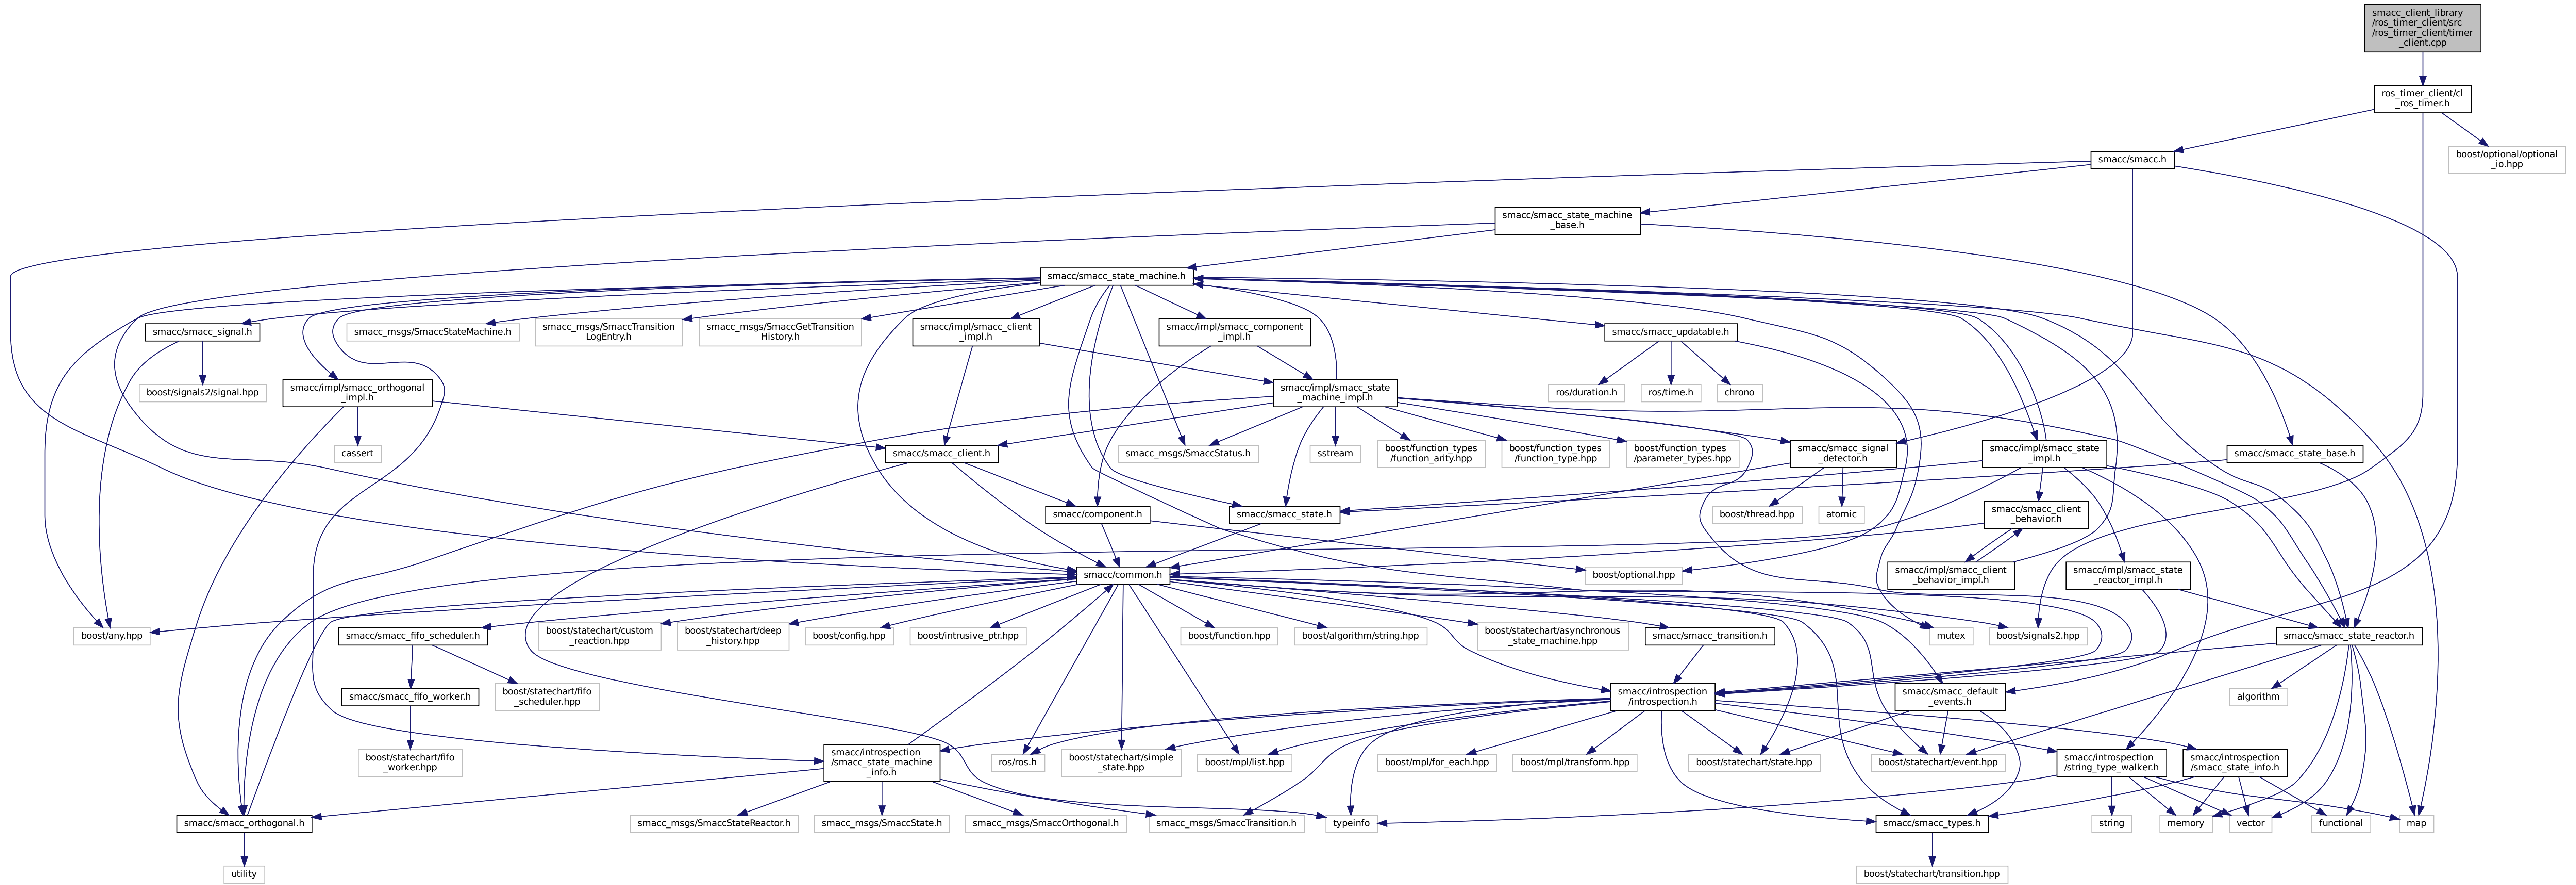 smacc_client_library
/ros_timer_client/src
/ros_timer_client/timer
_client.cpp
ros_timer_client/cl
_ros_timer.h
smacc/smacc.h
boost/optional/optional
_io.hpp
smacc/smacc_state_machine
_base.h
smacc/smacc_state_machine.h
smacc/smacc_signal.h
smacc_msgs/SmaccStateMachine.h
smacc_msgs/SmaccTransition
LogEntry.h
smacc_msgs/SmaccGetTransition
History.h
smacc/impl/smacc_client
_impl.h
smacc/impl/smacc_component
_impl.h
smacc/smacc_updatable.h
boost/signals2/signal.hpp
smacc/impl/smacc_orthogonal
_impl.h
smacc/impl/smacc_state
_machine_impl.h
ros/duration.h
ros/time.h
chrono
cassert
smacc/smacc_client.h
smacc_msgs/SmaccStatus.h
sstream
boost/function_types
/function_arity.hpp
boost/function_types
/function_type.hpp
boost/function_types
/parameter_types.hpp
smacc/smacc_signal
_detector.h
smacc/impl/smacc_state
_impl.h
smacc/smacc_state_base.h
smacc/component.h
smacc/smacc_state.h
boost/thread.hpp
atomic
smacc/smacc_client
_behavior.h
smacc/common.h
boost/optional.hpp
smacc/impl/smacc_client
_behavior_impl.h
smacc/impl/smacc_state
_reactor_impl.h
boost/any.hpp
smacc/smacc_fifo_scheduler.h
boost/statechart/custom
_reaction.hpp
boost/statechart/deep
_history.hpp
boost/config.hpp
boost/intrusive_ptr.hpp
boost/function.hpp
boost/algorithm/string.hpp
boost/statechart/asynchronous
_state_machine.hpp
smacc/smacc_transition.h
mutex
boost/signals2.hpp
smacc/smacc_state_reactor.h
smacc/smacc_fifo_worker.h
boost/statechart/fifo
_scheduler.hpp
smacc/introspection
/introspection.h
smacc/smacc_default
_events.h
algorithm
boost/statechart/fifo
_worker.hpp
smacc/introspection
/smacc_state_machine
_info.h
ros/ros.h
boost/statechart/simple
_state.hpp
boost/mpl/list.hpp
boost/mpl/for_each.hpp
boost/mpl/transform.hpp
boost/statechart/state.hpp
boost/statechart/event.hpp
smacc/introspection
/string_type_walker.h
smacc/introspection
/smacc_state_info.h
smacc/smacc_orthogonal.h
smacc_msgs/SmaccStateReactor.h
smacc_msgs/SmaccState.h
smacc_msgs/SmaccOrthogonal.h
smacc_msgs/SmaccTransition.h
typeinfo
smacc/smacc_types.h
string
memory
vector
functional
map
utility
boost/statechart/transition.hpp